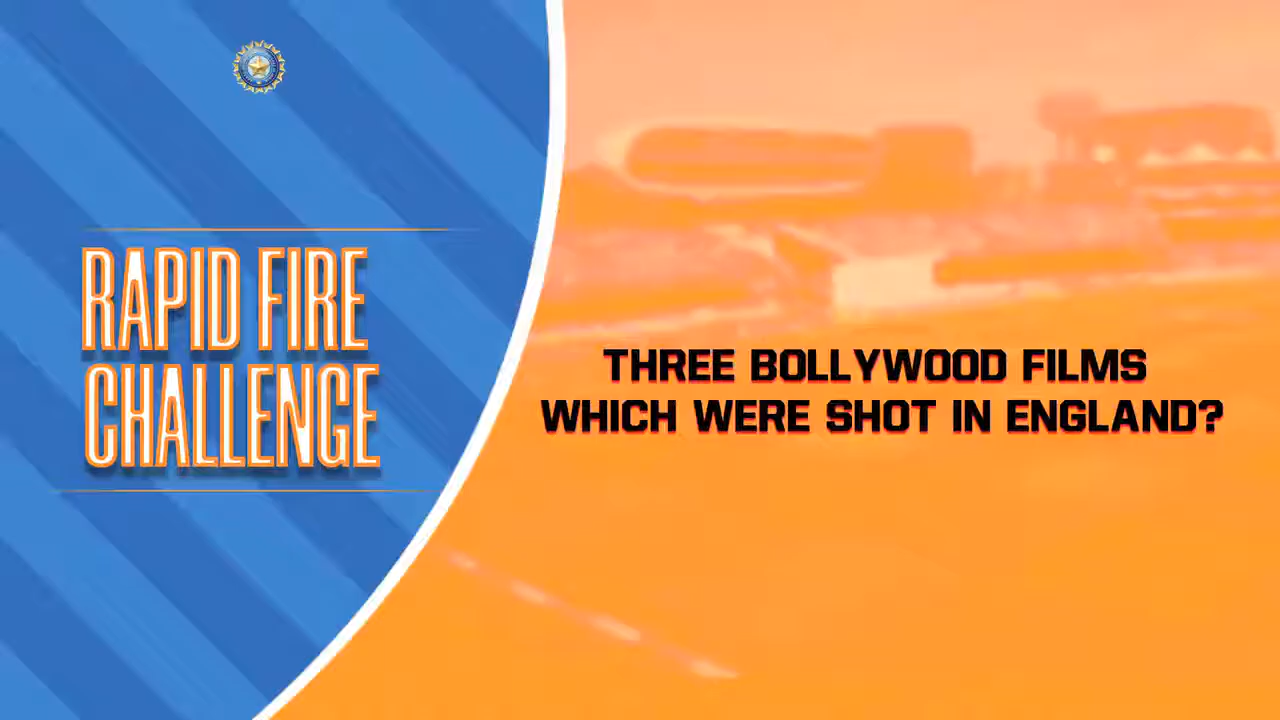 RAPID FIRE
CHALLENGE
THREE BOLLYWOOD FILMS
WHICH WERE SHOT IN ENGLAND?